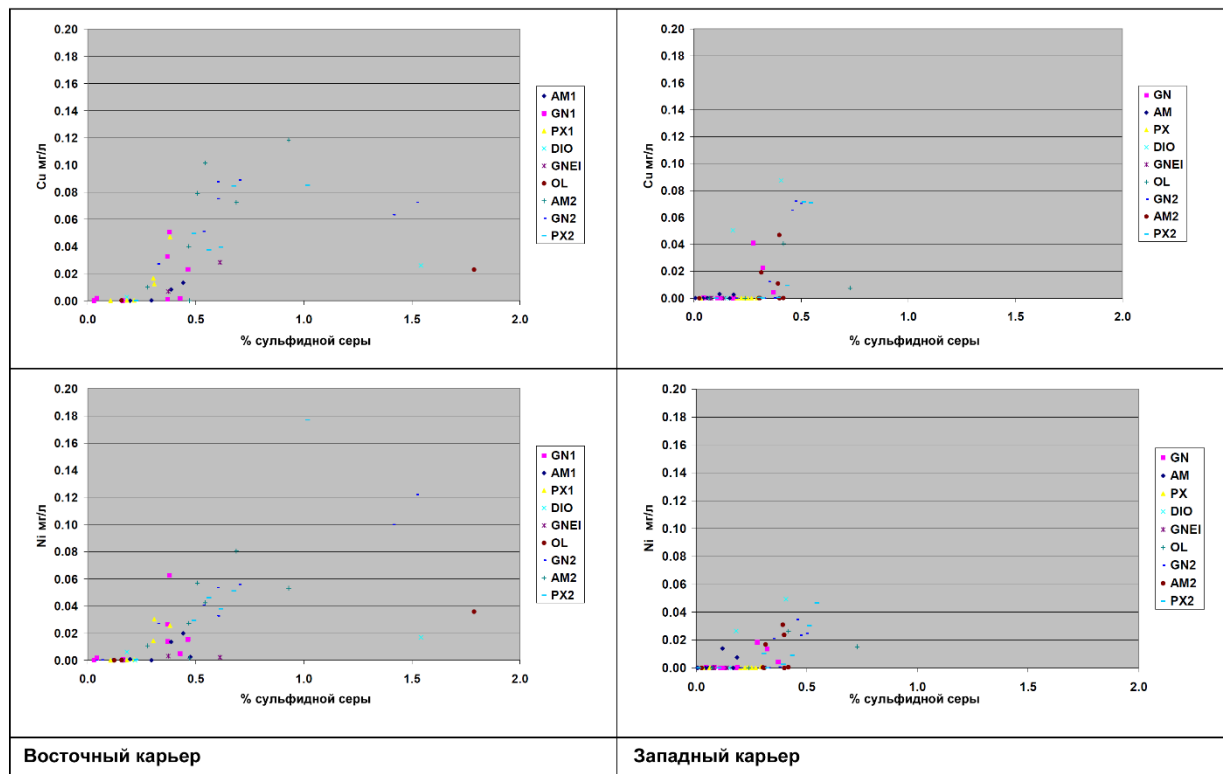 0.20
0.18
0.16
0.14
0.12
0.10
0.08
0.06
0.04
0.02
0.00
Cu мг/л
0.0 0.5 1.0 1.5 2.0
% сульфидной серы
AM1
GN1
PX1
DIO
GNEI
OL
AM2
GN2
PX2
0.20
0.18
0.16
0.14
0.12
0.10
0.08
0.06
0.04
0.02
0.00
Cu мг/л
0.0 0.5 1.0 1.5 2.0
% сульфидной серы
GN
AM
PX
DIO
GNEI
OL
GN2
AM2
PX2
0.20
0.18
0.16
0.14
0.12
0.10
0.08
0.06
0.04
0.02
0.00
Ni мг/л
0.0 0.5 1.0 1.5 2.0
% сульфидной серы
GN1
AM1
PX1
DIO
GNEI
OL
GN2
AM2
PX2
0.20
0.18
0.16
0.14
0.12
0.10
0.08
0.06
0.04
0.02
0.00
Ni мг/л
0.0 0.5 1.0 1.5 2.0
% сульфидной серы
GN
AM
PX
DIO
GNEI
OL
GN2
AM2
PX2
Восточный карьер
Западный карьер